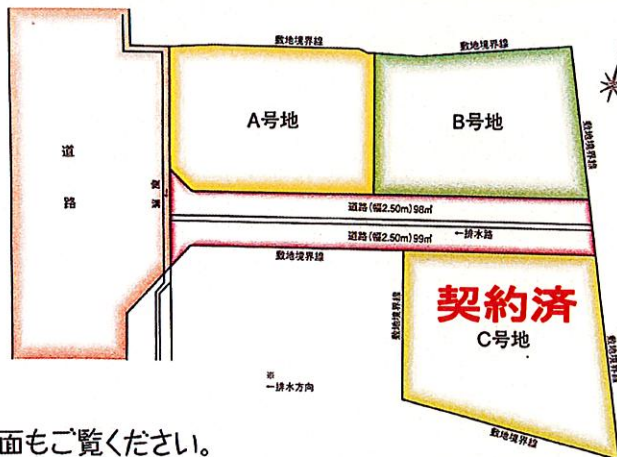 敷地境界線
敷地境界線
A号地
B号地
敷地境界線
道
路
道路(幅2.50m)98㎡
←排水路
道路(幅2.50m)99㎡
敷地境界線
契約済
C号地
敷地境界線
敷地境界線
←排水方向
敷地境界線
面もご覧ください。